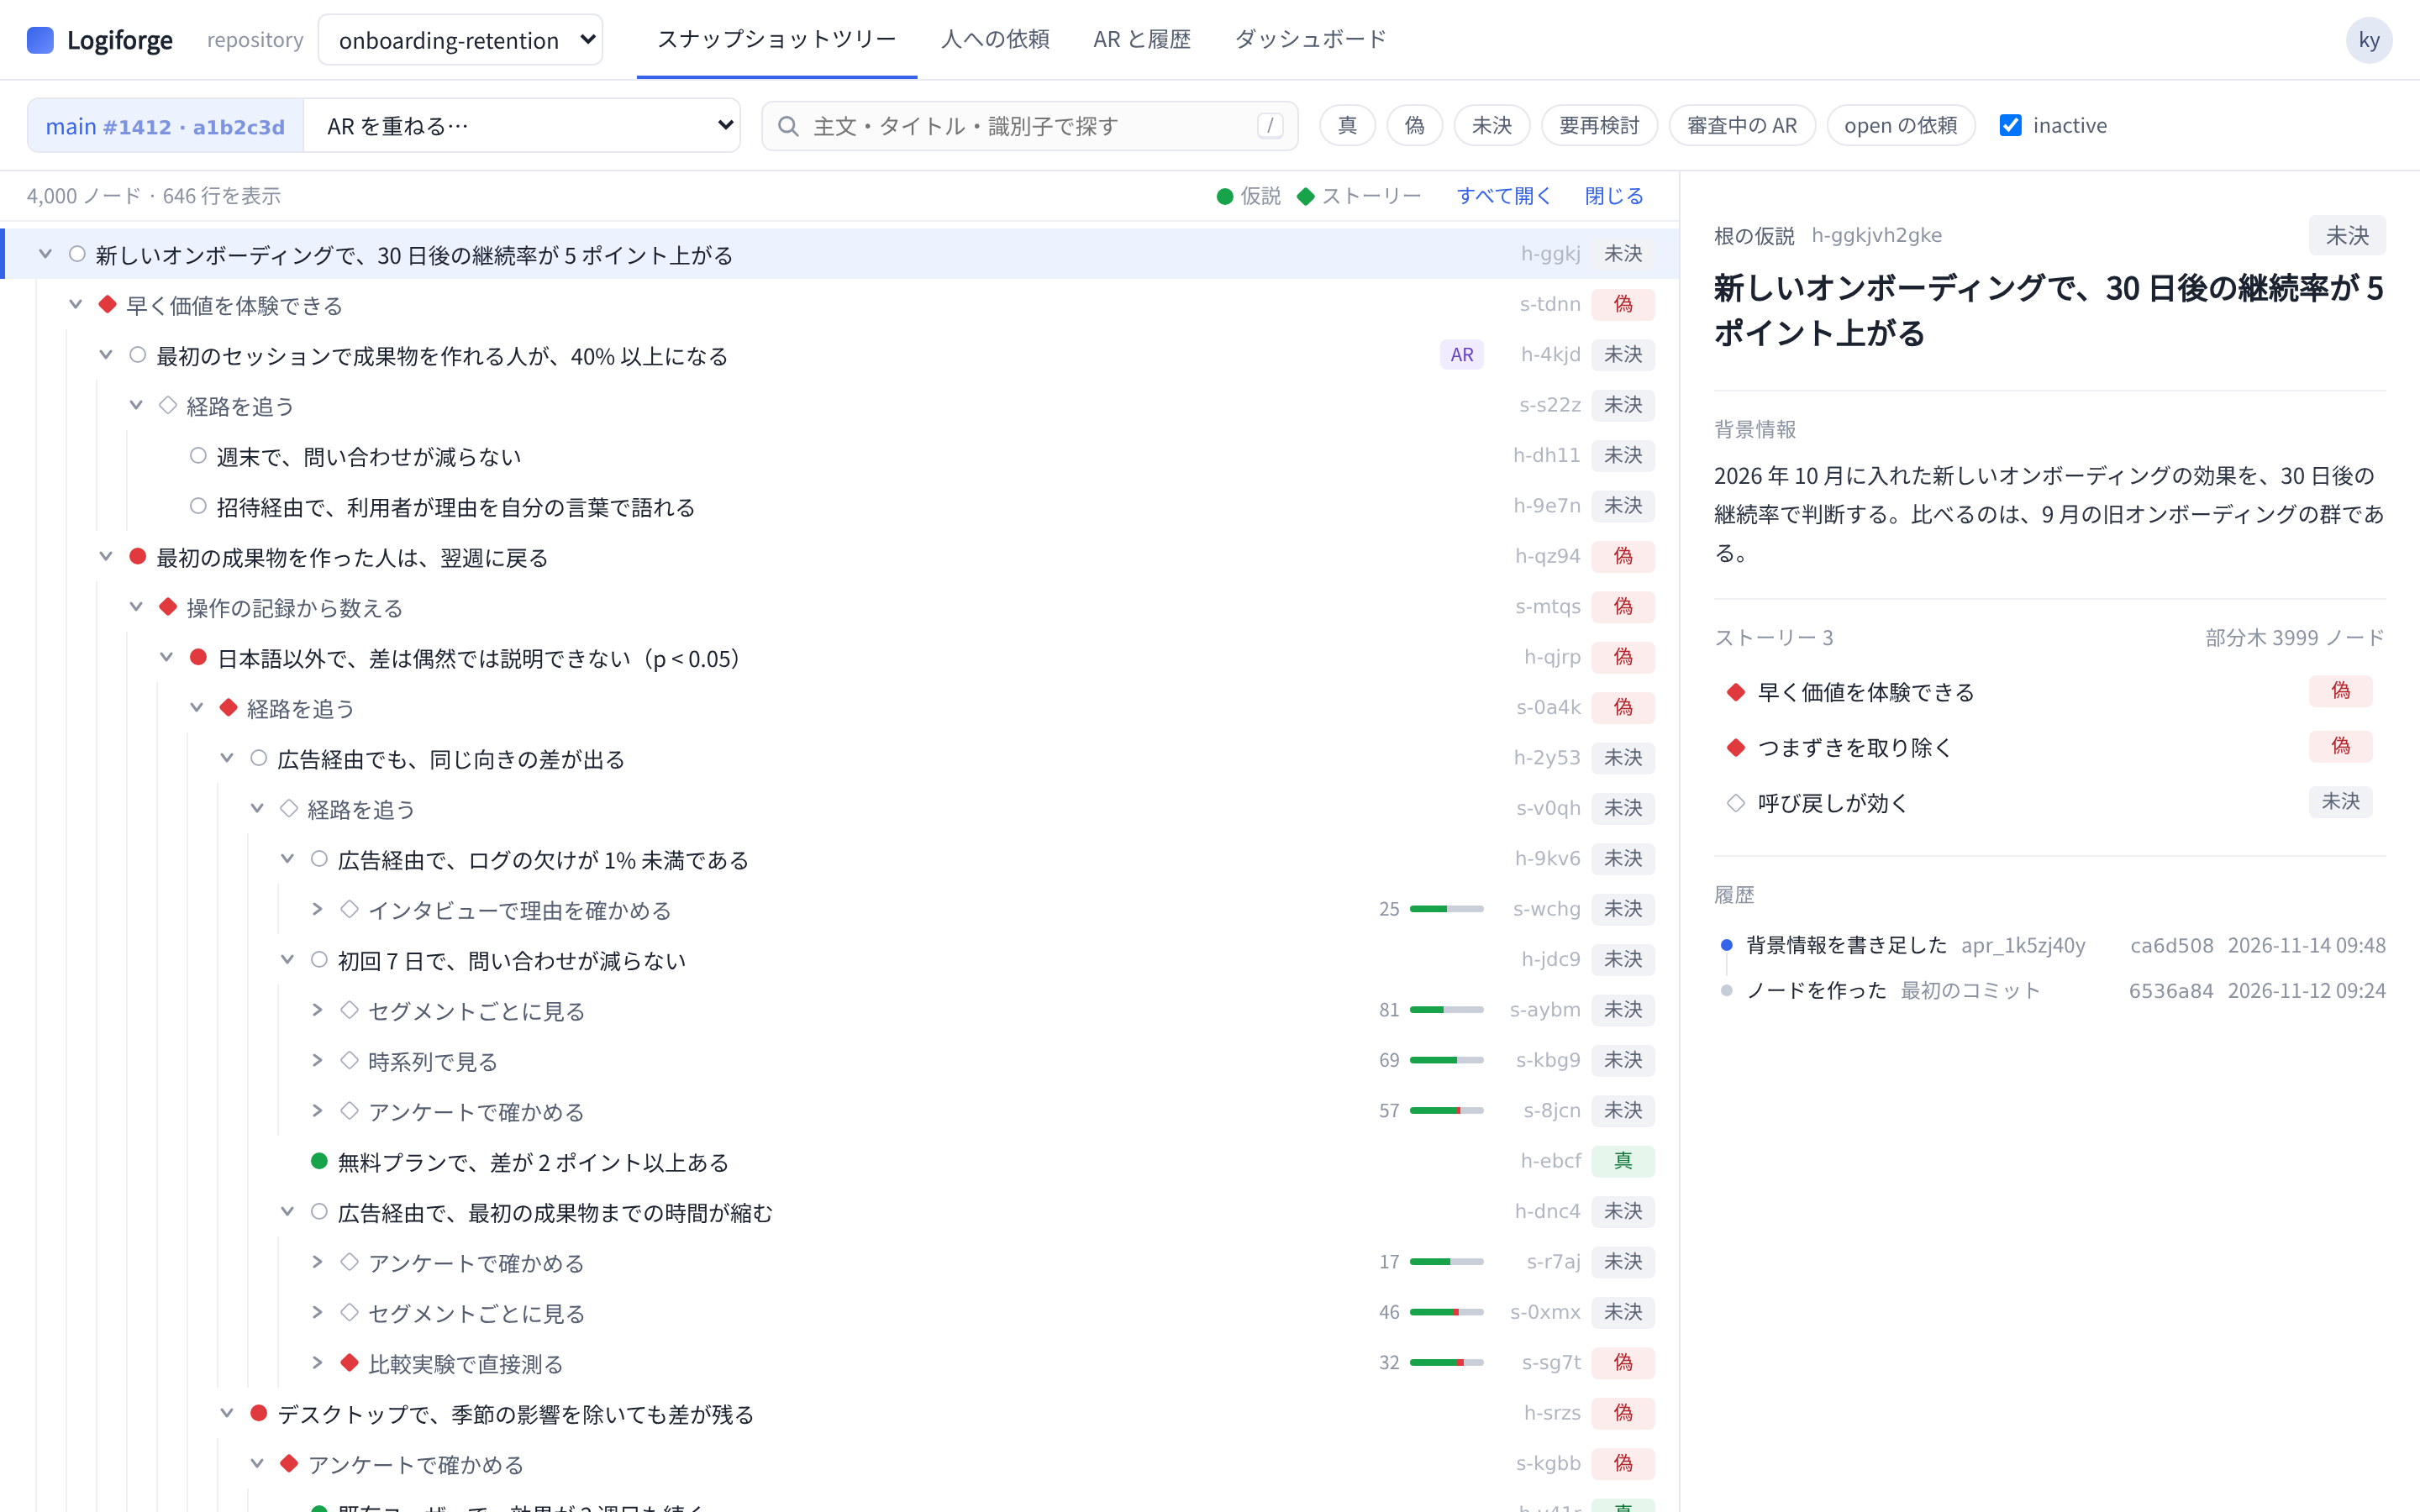 Logiforge repository onboarding-retention スナップショットツリー 人への依頼 AR と履歴 ダッシュボード ky
main #1412 · a1b2c3d AR を重ねる… 主文・タイトル・識別子で探す / 真 偽 未決 要再検討 審査中の AR open の依頼 inactive
4,000 ノード · 646 行を表示 仮説 ストーリー すべて開く 閉じる
新しいオンボーディングで、30 日後の継続率が 5 ポイント上がる h-ggkj 未決
早く価値を体験できる s-tdnn 偽
最初のセッションで成果物を作れる人が、40% 以上になる AR h-4kjd 未決
経路を追う s-s22z 未決
週末で、問い合わせが減らない h-dh11 未決
招待経由で、利用者が理由を自分の言葉で語れる h-9e7n 未決
最初の成果物を作った人は、翌週に戻る h-qz94 偽
操作の記録から数える s-mtqs 偽
日本語以外で、差は偶然では説明できない（p < 0.05） h-qjrp 偽
経路を追う s-0a4k 偽
広告経由でも、同じ向きの差が出る h-2y53 未決
経路を追う s-v0qh 未決
広告経由で、ログの欠けが 1% 未満である h-9kv6 未決
インタビューで理由を確かめる 25 s-wchg 未決
初回 7 日で、問い合わせが減らない h-jdc9 未決
セグメントごとに見る 81 s-aybm 未決
時系列で見る 69 s-kbg9 未決
アンケートで確かめる 57 s-8jcn 未決
無料プランで、差が 2 ポイント以上ある h-ebcf 真
広告経由で、最初の成果物までの時間が縮む h-dnc4 未決
アンケートで確かめる 17 s-r7aj 未決
セグメントごとに見る 46 s-0xmx 未決
比較実験で直接測る 32 s-sg7t 偽
デスクトップで、季節の影響を除いても差が残る h-srzs 偽
アンケートで確かめる s-kgbb 偽
根の仮説 h-ggkjvh2gke 未決
新しいオンボーディングで、30 日後の継続率が 5
ポイント上がる
背景情報
2026 年 10 月に入れた新しいオンボーディングの効果を、30 日後の
継続率で判断する。比べるのは、9 月の旧オンボーディングの群であ
る。
ストーリー 3 部分木 3999 ノード
早く価値を体験できる 偽
つまずきを取り除く 偽
呼び戻しが効く 未決
履歴
背景情報を書き足した apr_1k5zj40y ca6d508 2026-11-14 09:48
ノードを作った 最初のコミット 6536a84 2026-11-12 09:24